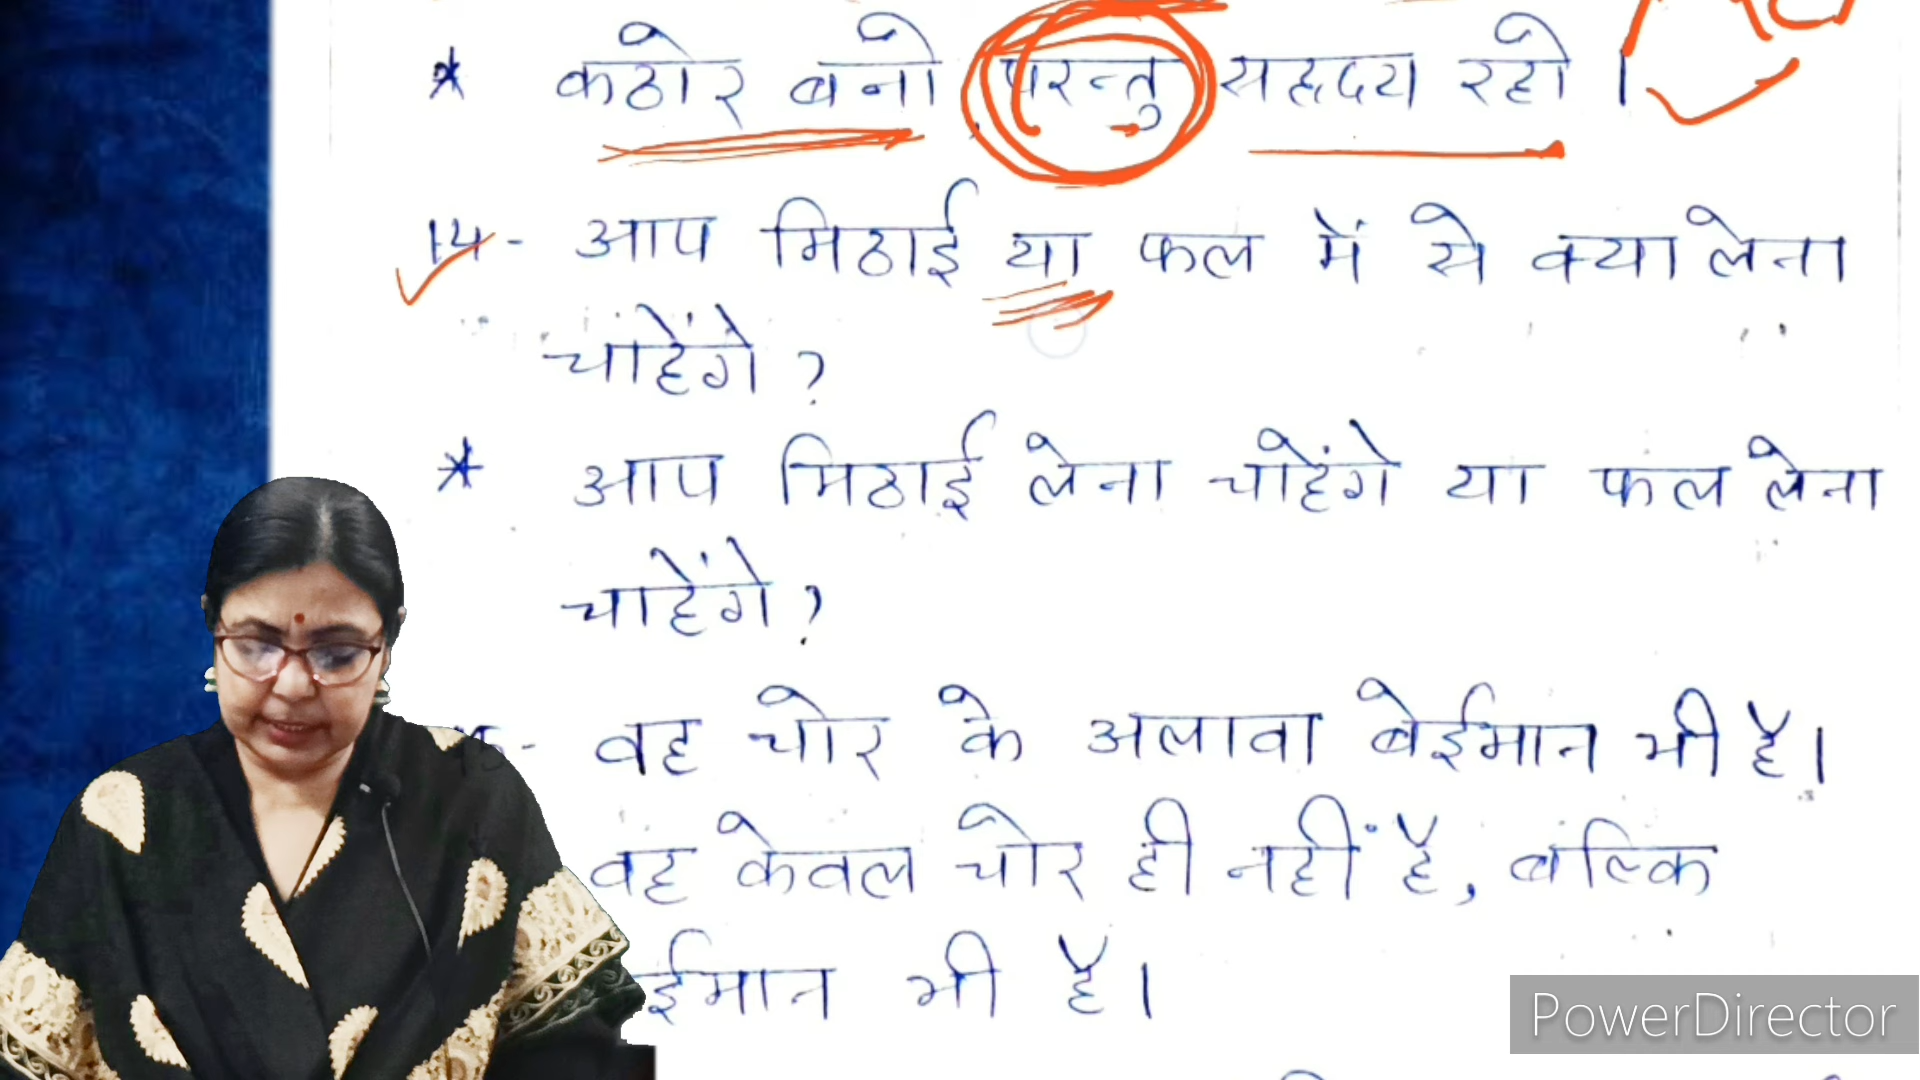 * कठोर बनो परन्तु सहृदय रहो ।
14- आप मिठाई या फल में से क्या लेना
चाहेंगे ?
* आप मिठाई लेना चाहेंगे या फल लेना
चाहेंगे ?
वह चोर के अलावा बेईमान भी है ।
वह केवल चोर ही नहीं है, बल्कि
ईमान भी है ।
PowerDirector